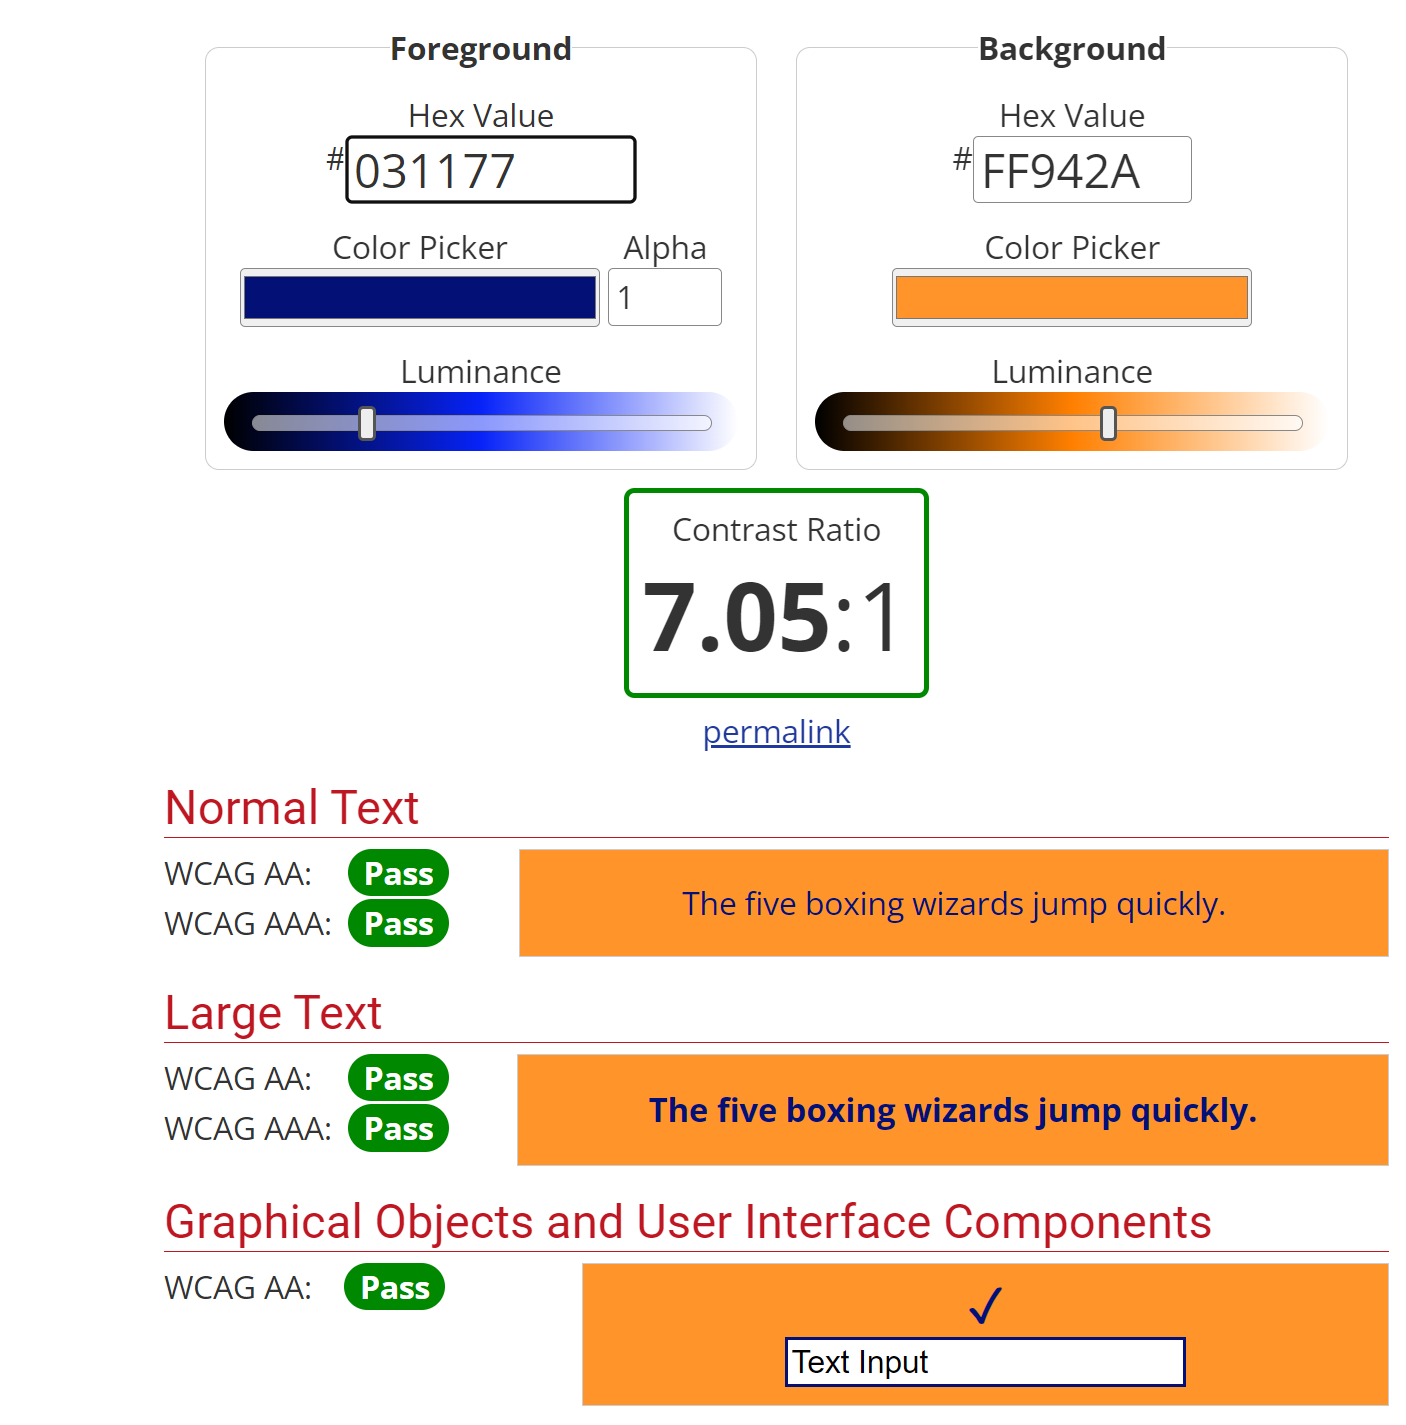 Foreground
Background
Hex Value
Hex Value
#031177
#FF942A
Color Picker
Alpha
Color Picker
1
Luminance
Luminance
Contrast Ratio
7.05:1
permalink
Normal Text
WCAG AA: Pass
WCAG AAA: Pass
The five boxing wizards jump quickly.
Large Text
WCAG AA: Pass
WCAG AAA: Pass
The five boxing wizards jump quickly.
Graphical Objects and User Interface Components
WCAG AA: Pass
✓
Text Input